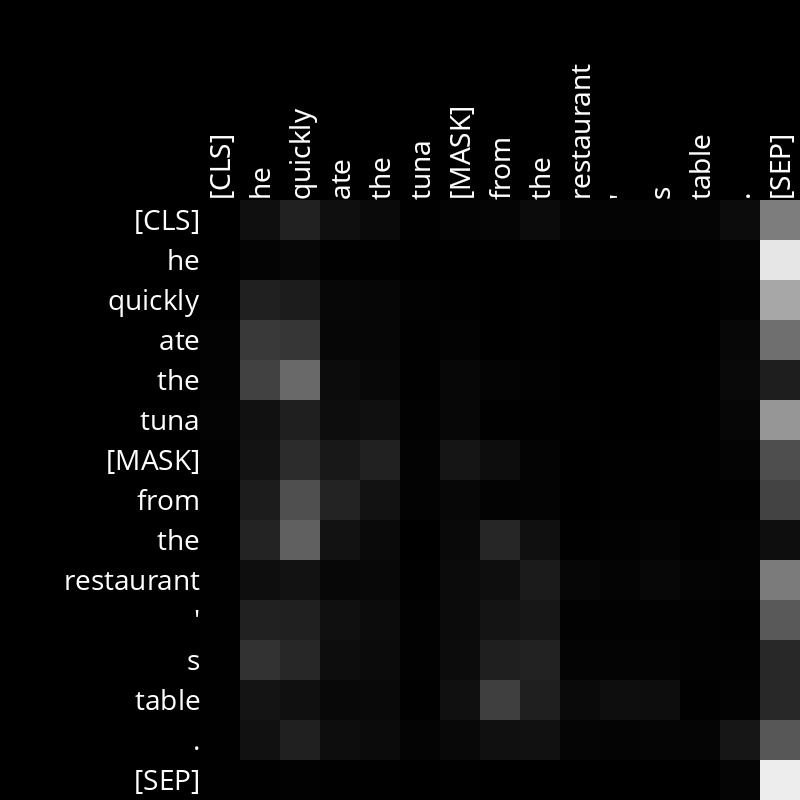 [CLS] he quickly ate the tuna [MASK] from the restaurant ' s table . [SEP]
[CLS]
he
quickly
ate
the
tuna
[MASK]
from
the
restaurant
'
s
table
.
[SEP]